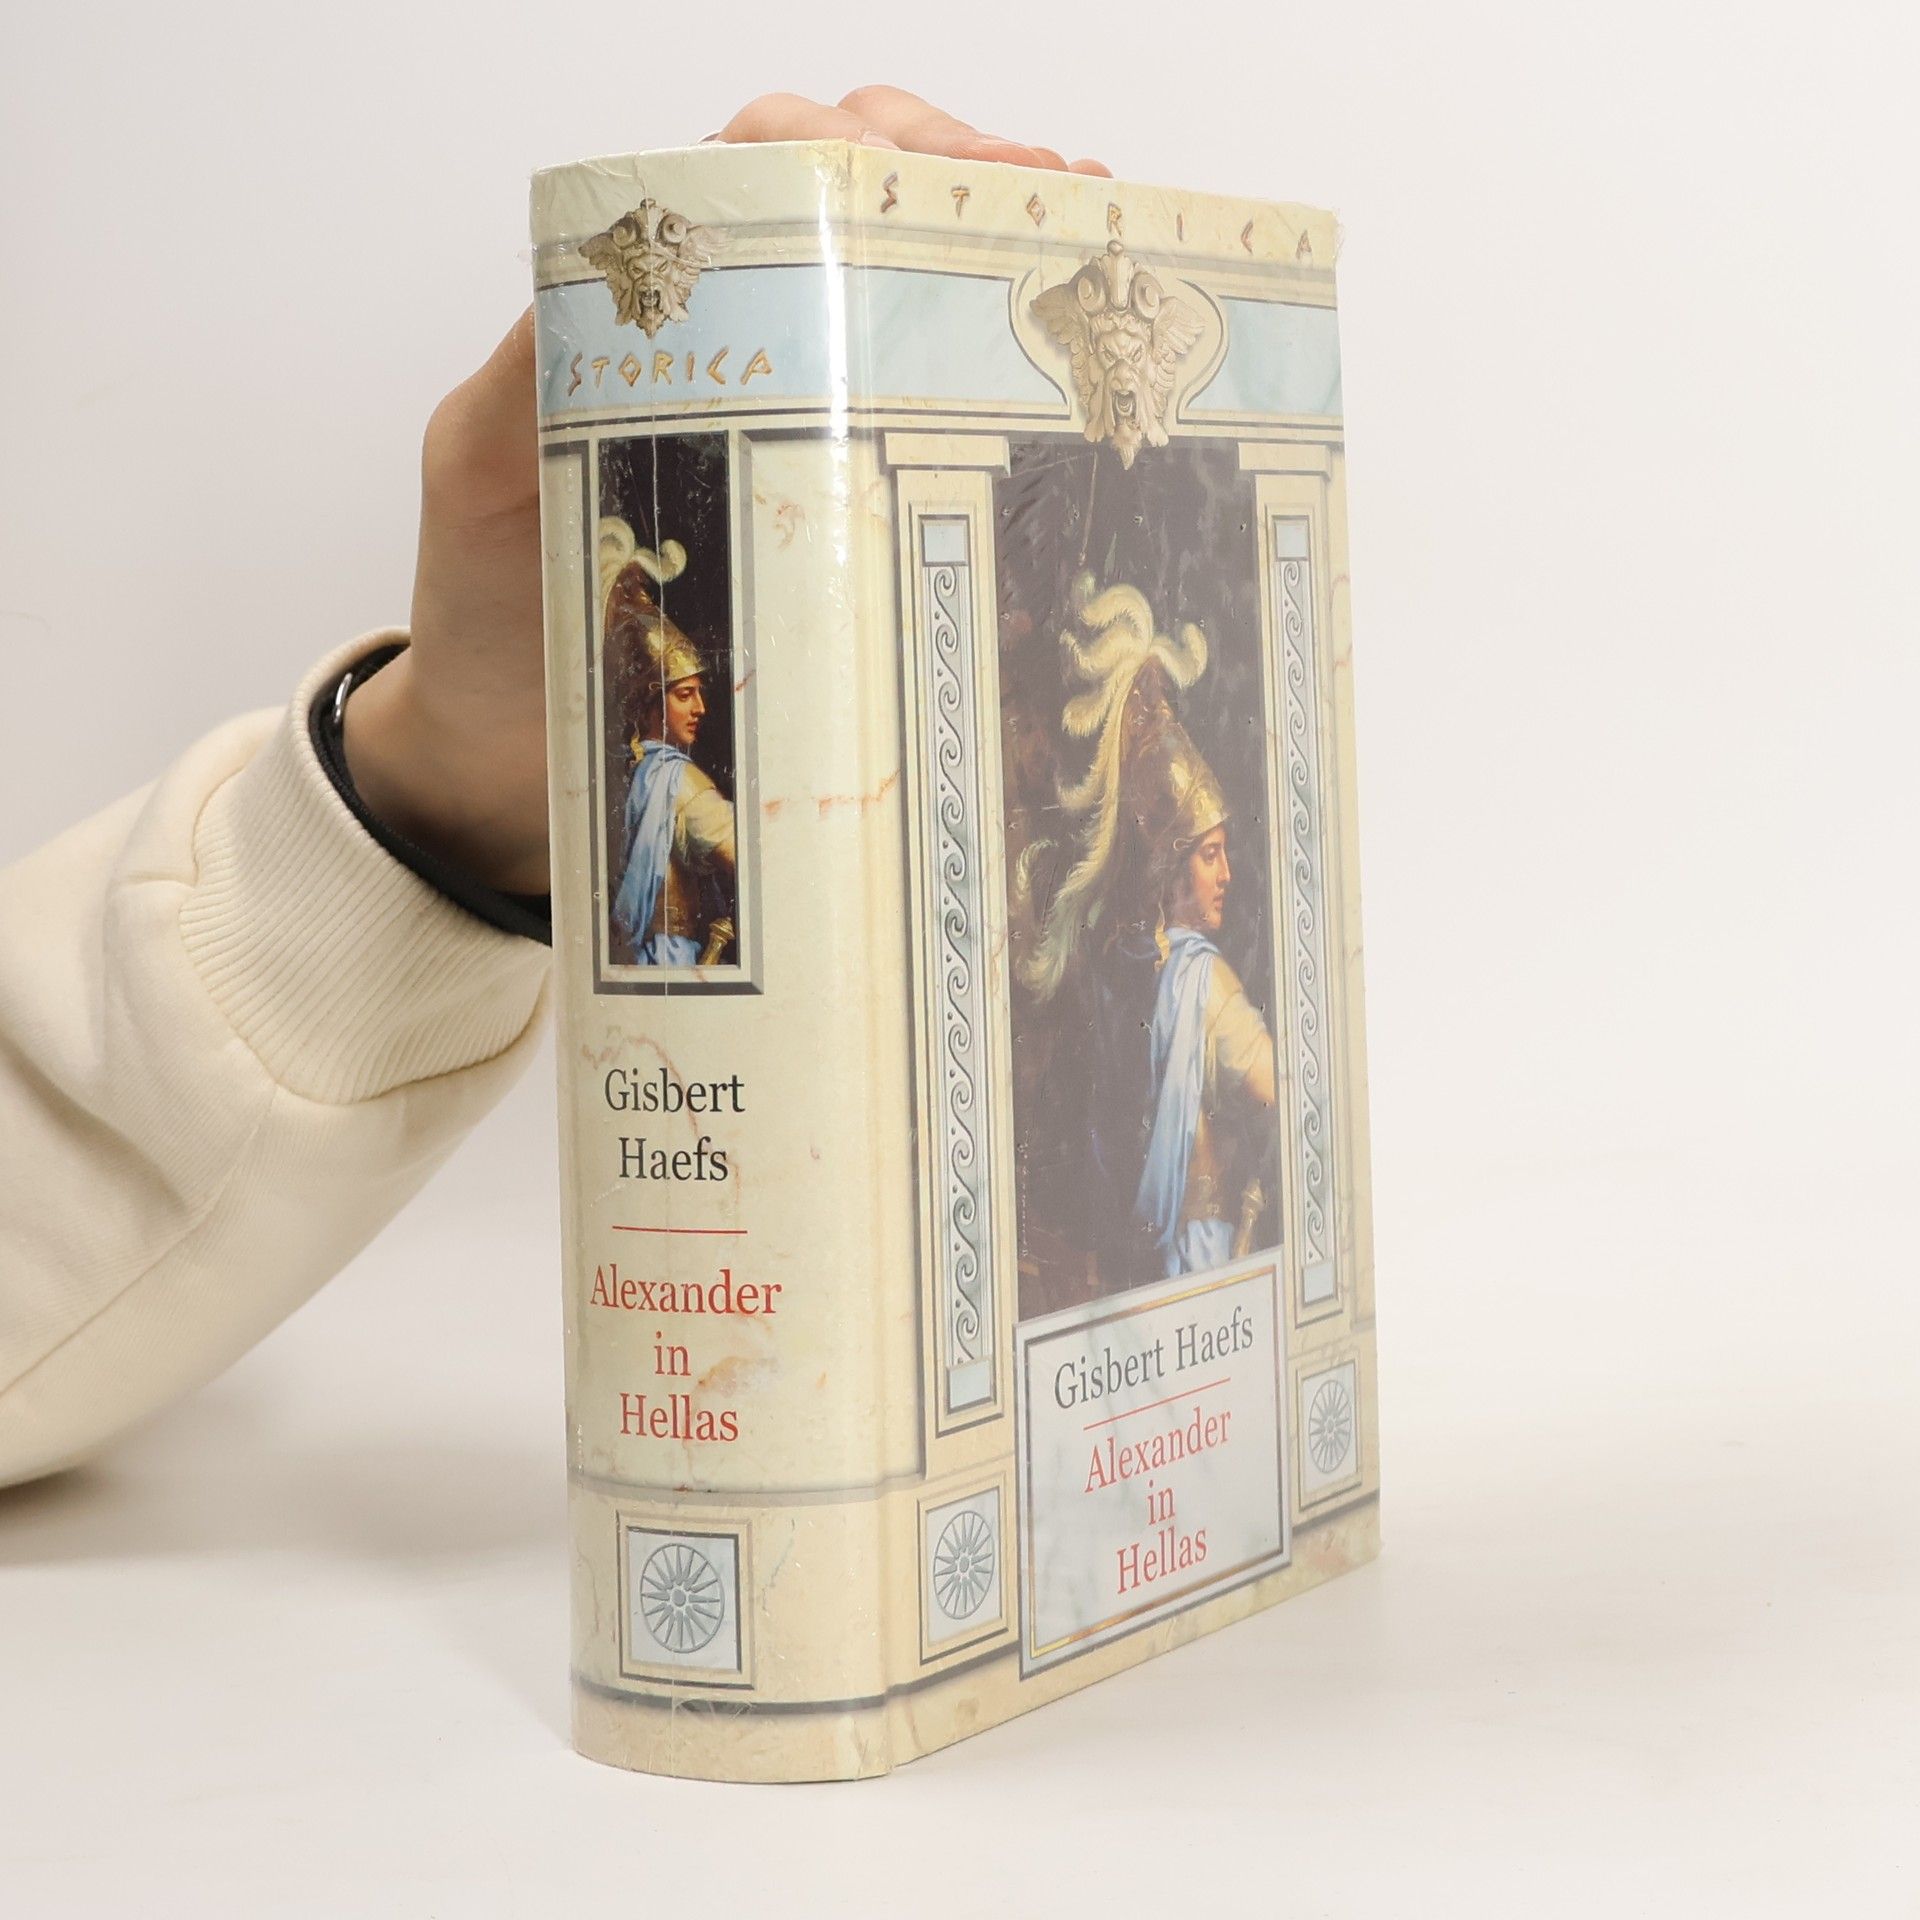 STORICA
Gisbert
Haefs
Alexander
in
Hellas
STORICA
Gisbert Haefs
Alexander
in
Hellas